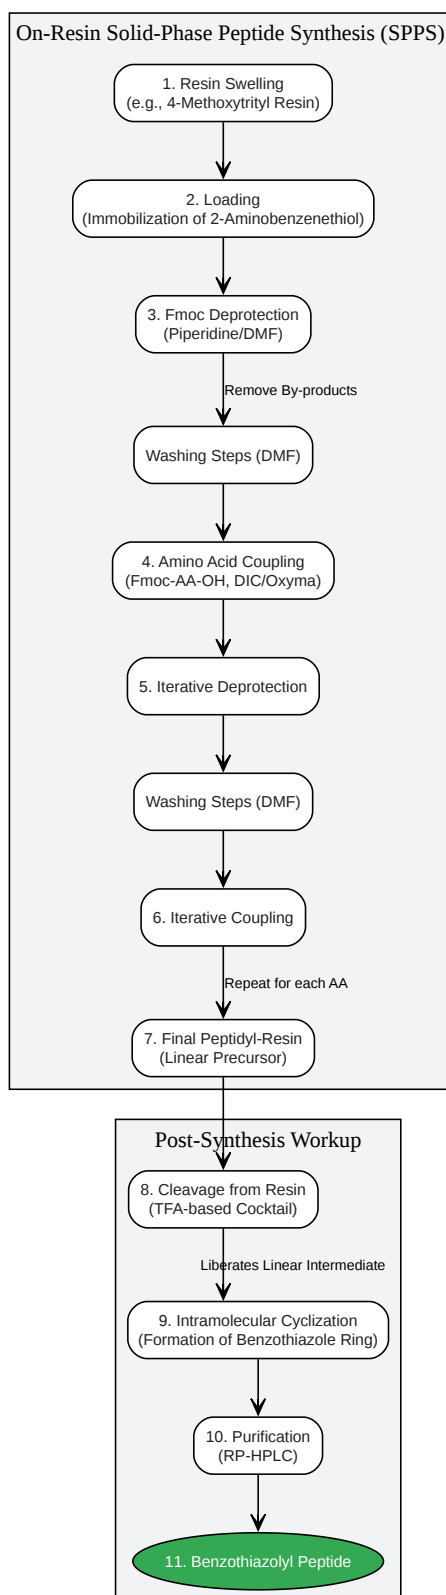 On-Resin Solid-Phase Peptide Synthesis (SPPS)
1. Resin Swelling
(e.g., 4-Methoxytrityl Resin)
2. Loading
(Immobilization of 2-Aminobenzenethiol)
3. Fmoc Deprotection
(Piperidine/DMF)
Remove By-products
Washing Steps (DMF)
4. Amino Acid Coupling
(Fmoc-AA-OH, DIC/Oxyma)
5. Iterative Deprotection
Washing Steps (DMF)
6. Iterative Coupling
Repeat for each AA
7. Final Peptidyl-Resin
(Linear Precursor)
Post-Synthesis Workup
8. Cleavage from Resin
(TFA-based Cocktail)
Liberates Linear Intermediate
9. Intramolecular Cyclization
(Formation of Benzothiazole Ring)
10. Purification
(RP-HPLC)
11. Benzothiazolyl Peptide